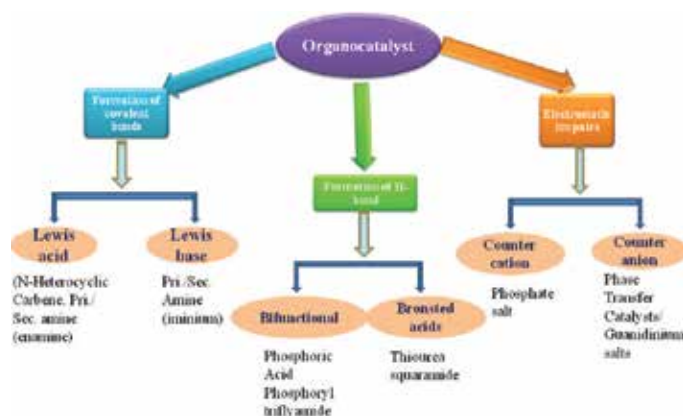 Organocatalyst
Formation of
covalent bonds
Electrostatic
ion pairs
Formation of H-
bond
Lewis
acid
Lewis
base
(N-Heterocyclic
Carbene, Pri./
Sec. amine
(enamine)
Pri./Sec.
Amine
(iminium)
Bifunctional
Bronsted
acids
Phosphoric
Acid
Phosphoryl
triflyamide
Thiourea
squaramide
Counter
cation
Counter
anion
Phosphate
salt
Phase
Transfer
Catalysts/
Guanidinium
salts